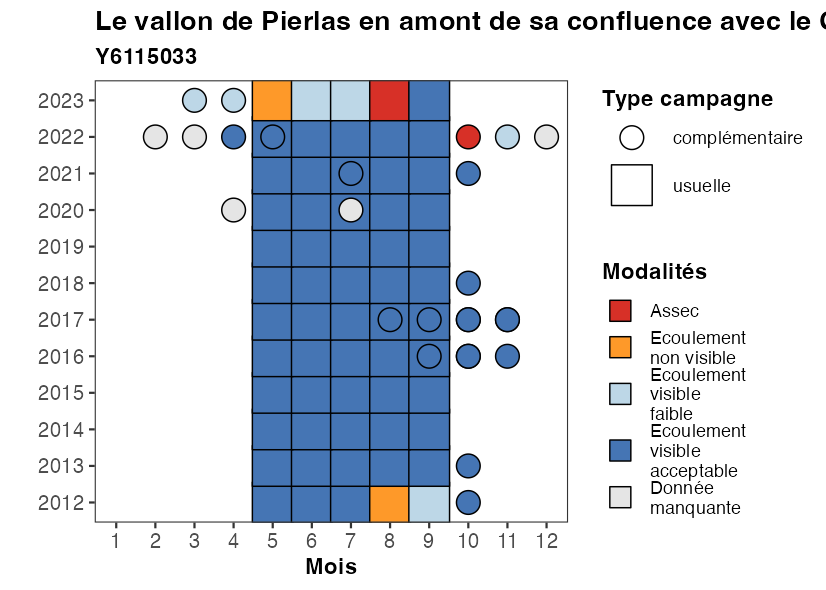 Le vallon de Pierlas en amont de sa confluence avec le
Y6115033
2023
2022
2021
2020
2019
2018
2017
2016
2015
2014
2013
2012
1 2 3 4 5 6 7 8 9 10 11 12
Mois
Type campagne
complémentaire
usuelle
Modalités
Assec
Ecoulement
non visible
Ecoulement
visible
faible
Ecoulement
visible
acceptable
Donnée
manquante